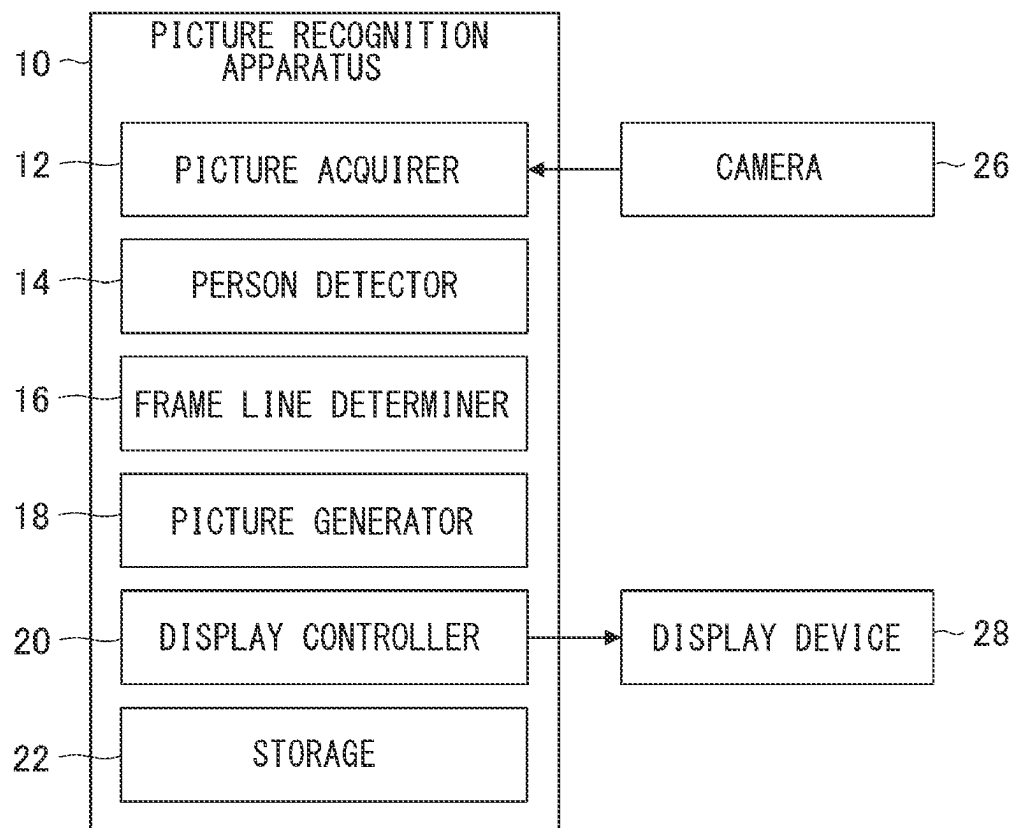 PICTURE RECOGNITION
APPARATUS
10
12
PICTURE ACQUIRER
CAMERA
26
14
PERSON DETECTOR
16
FRAME LINE DETERMINER
18
PICTURE GENERATOR
20
DISPLAY CONTROLLER
DISPLAY DEVICE
28
22
STORAGE